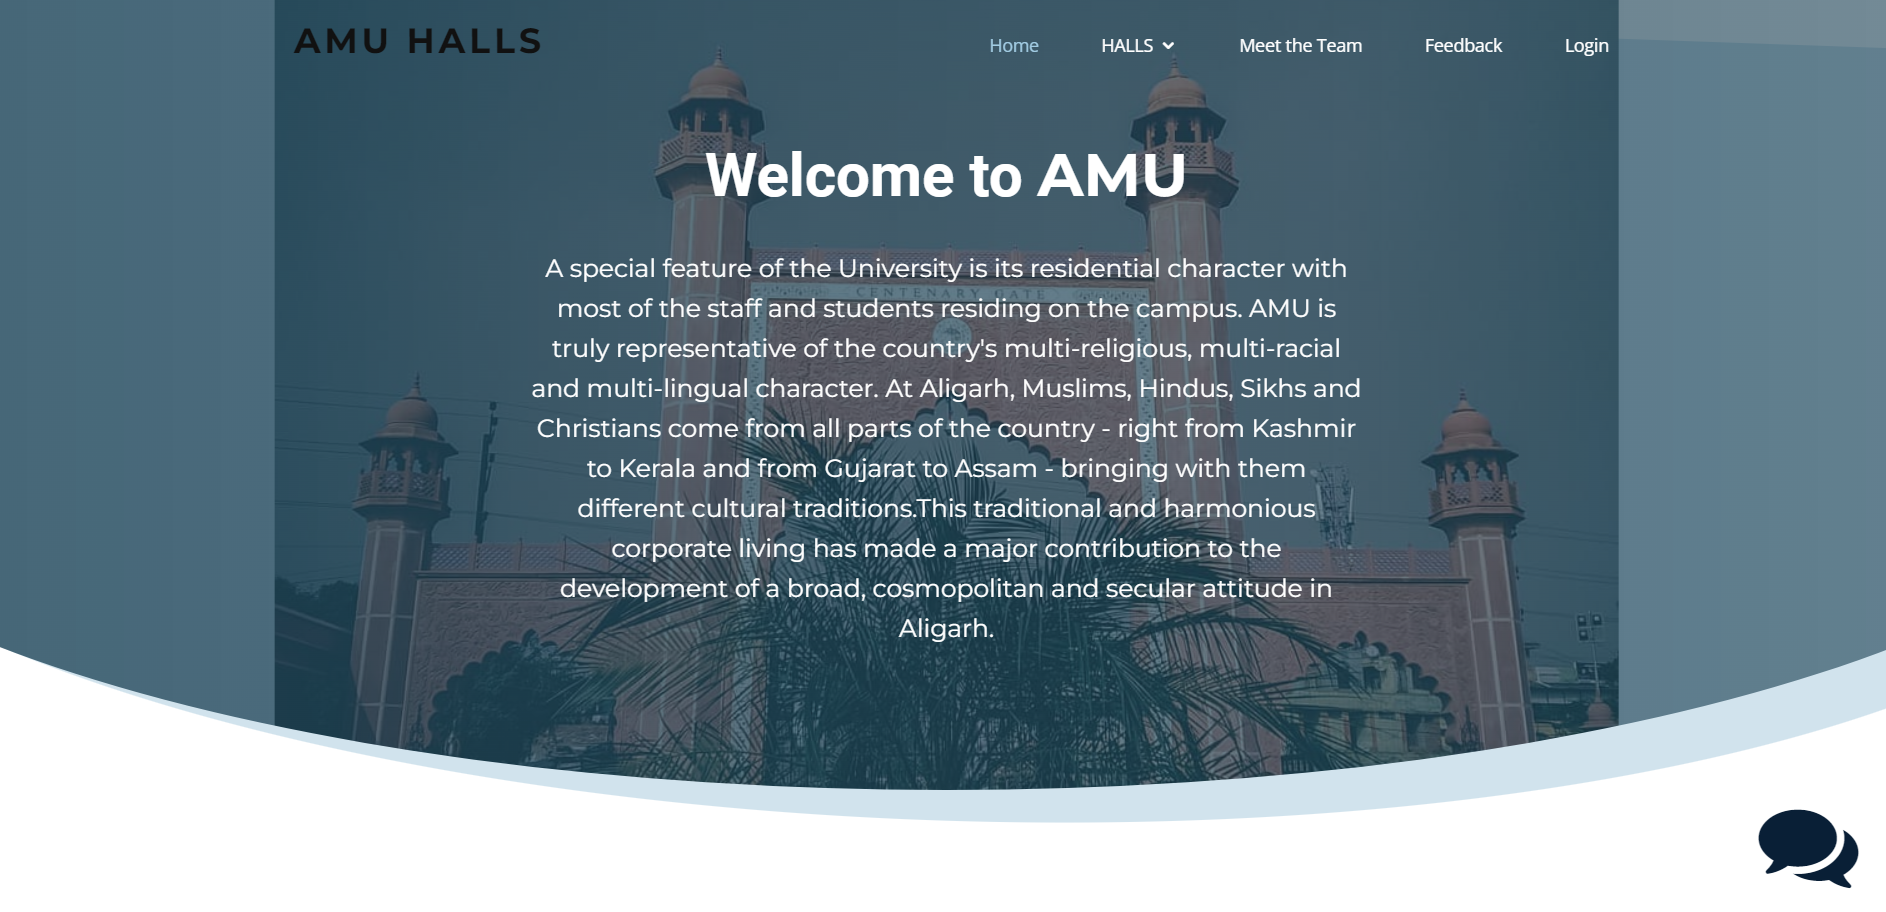 AMU HALLS
Home
HALLS
Meet the Team
Feedback
Login
Welcome to AMU
A special feature of the University is its residential character with
most of the staff and students residing on the campus. AMU is
truly representative of the country's multi-religious, multi-racial
and multi-lingual character. At Aligarh, Muslims, Hindus, Sikhs and
Christians come from all parts of the country - right from Kashmir
to Kerala and from Gujarat to Assam - bringing with them
different cultural traditions.This traditional and harmonious
corporate living has made a major contribution to the
development of a broad, cosmopolitan and secular attitude in
Aligarh.
CENTENARY GATE